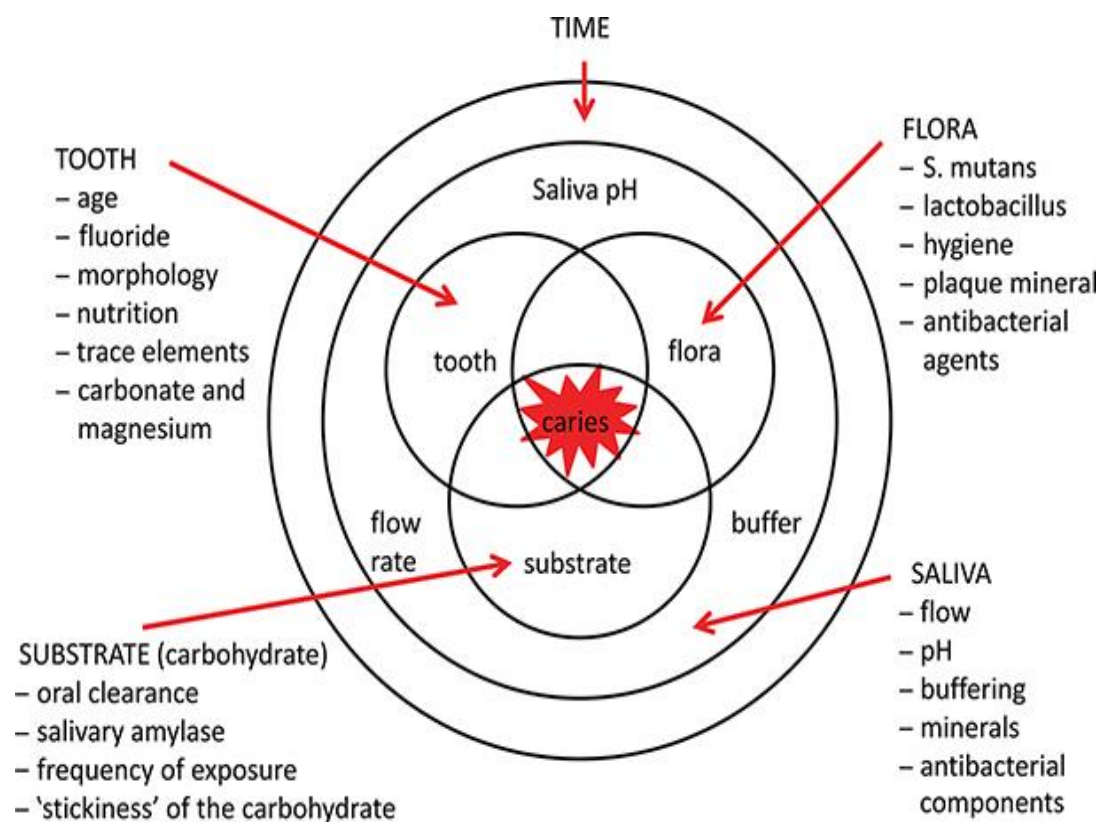 TIME
TOOTH
– age
– fluoride
– morphology
– nutrition
– trace elements
– carbonate and
magnesium
FLORA
– S. mutans
– lactobacillus
– hygiene
– plaque mineral
– antibacterial
agents
Saliva pH
tooth
flora
caries
flow
rate
buffer
substrate
SUBSTRATE (carbohydrate)
– oral clearance
– salivary amylase
– frequency of exposure
– ‘stickiness’ of the carbohydrate
SALIVA
– flow
– pH
– buffering
– minerals
– antibacterial
components